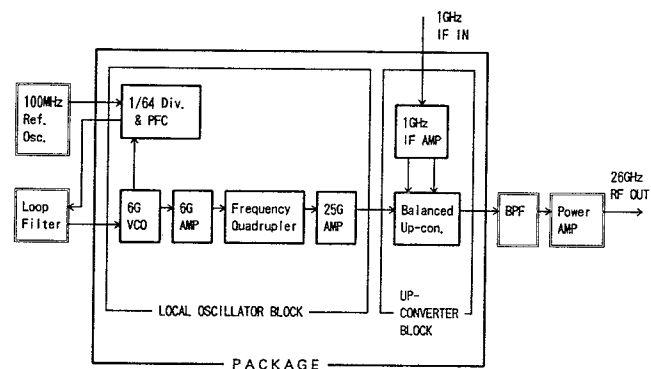 1GHz
IF IN
100MHz
Ref.
Osc.
1/64 Div.
& PFC
1GHz
IF AMP
26GHz
RF OUT
Loop
Filter
6G
VCO
6G
AMP
Frequency
Quadrupler
25G
AMP
Balanced
Up-con.
BPF
Power
AMP
LOCAL OSCILLATOR BLOCK
UP-
CONVERTER
BLOCK
PACKAGE